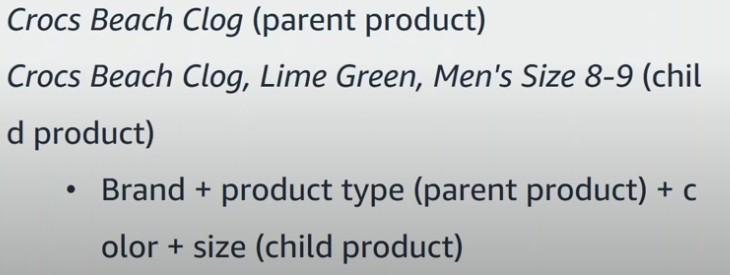 Crocs Beach Clog (parent product)
Crocs Beach Clog, Lime Green, Men's Size 8-9 (chil
d product)
• Brand + product type (parent product) + c
olor + size (child product)